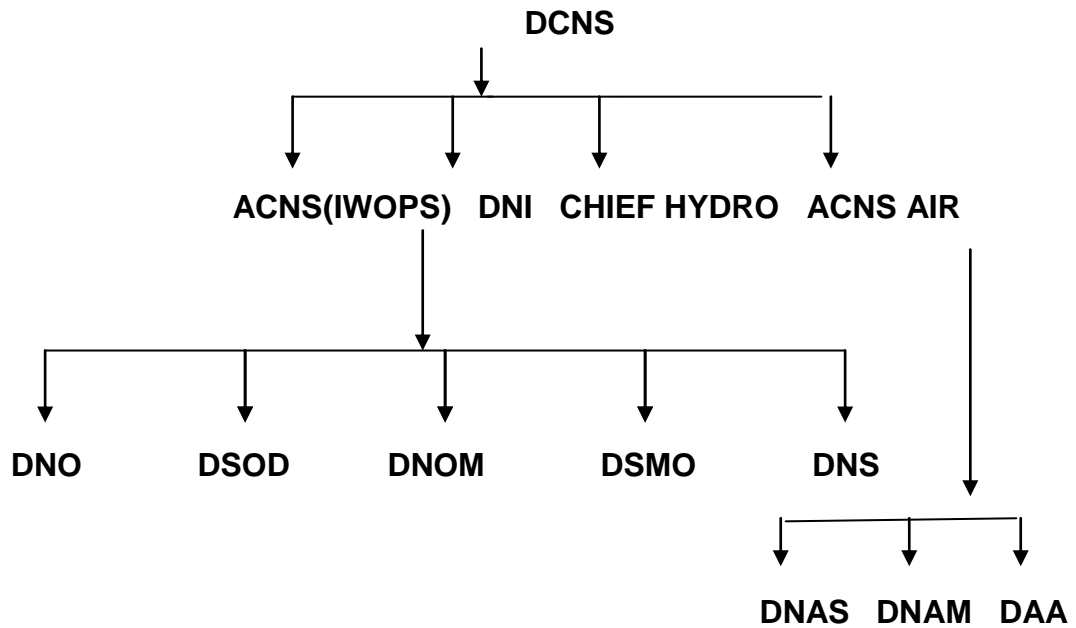 DCNS
ACNS(IWOPS) DNI CHIEF HYDRO ACNS AIR
DNO DSOD DNOM DSMO DNS
DNAS DNAM DAA